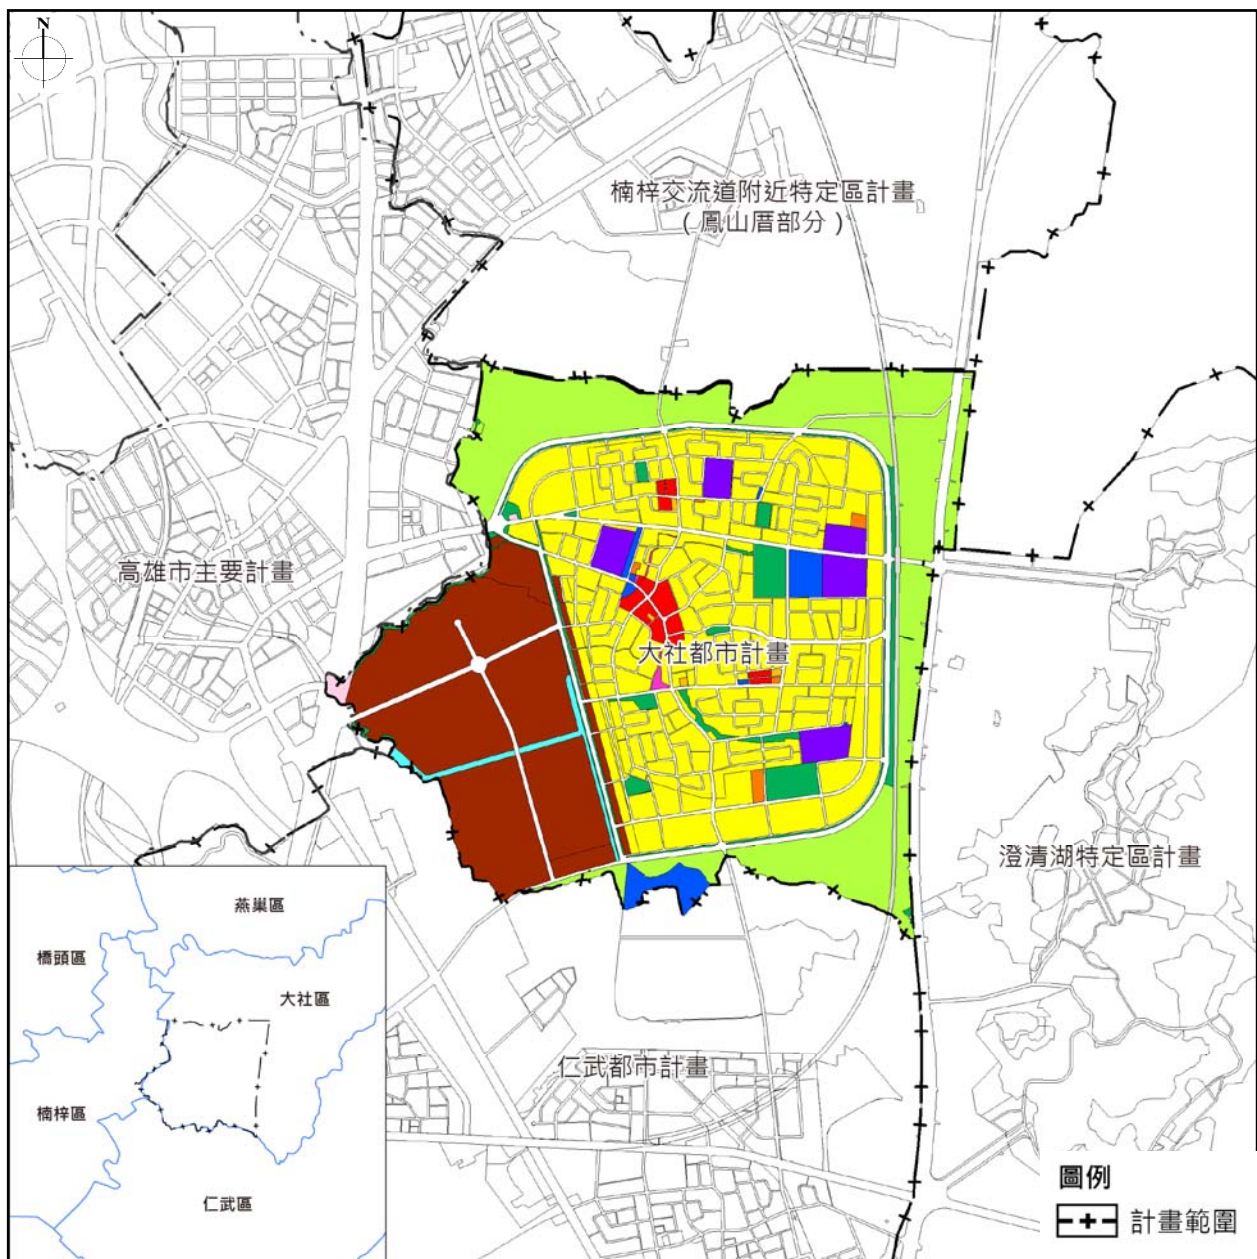 N
楠梓交流道附近特定區計畫
（鳳山厝部分）
高雄市主要計畫
大社都市計畫
澄清湖特定區計畫
仁武都市計畫
燕巢區
橋頭區
大社區
楠梓區
仁武區
圖例
計畫範圍